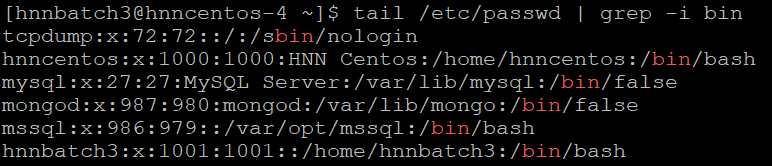 [hnnbatch3@hnncentos-4 ~]$ tail /etc/passwd | grep -i bin
tcpdump:x:72:72::/:/sbin/nologin
hnncentos:x:1000:1000:HNN Centos:/home/hnncentos:/bin/bash
mysql:x:27:27:MySQL Server:/var/lib/mysql:/bin/false
mongod:x:987:980:mongod:/var/lib/mongo:/bin/false
mssql:x:986:979::/var/opt/mssql:/bin/bash
hnnbatch3:x:1001:1001::/home/hnnbatch3:/bin/bash